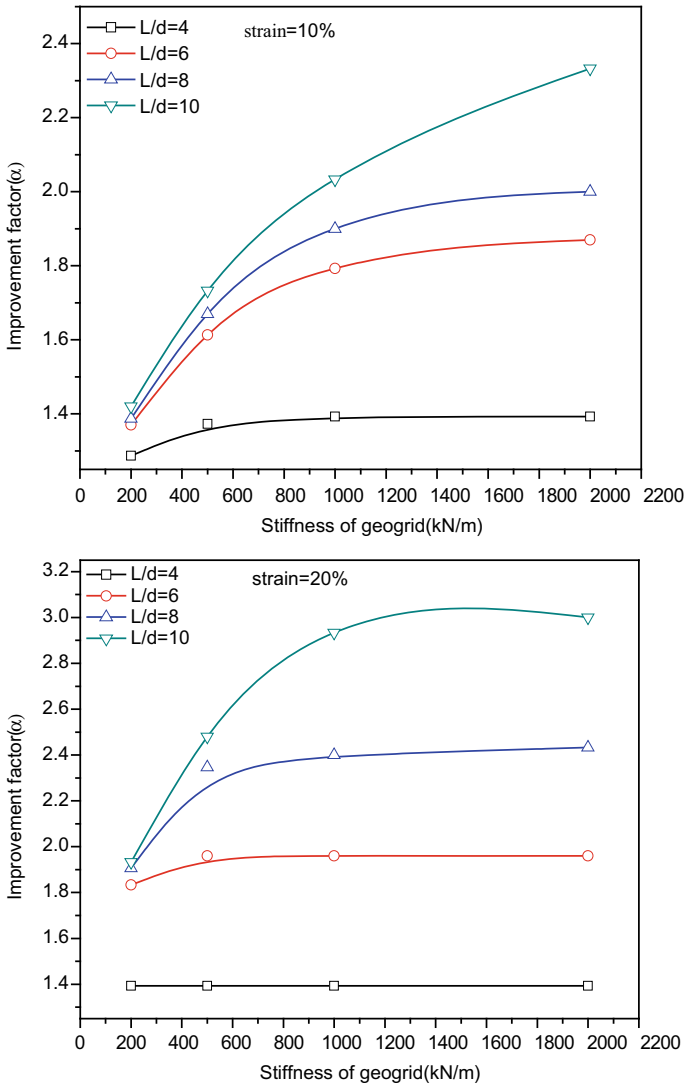 L/d=4
strain=10%
L/d=6
L/d=8
L/d=10
2.4
2.2
2.0
1.8
1.6
1.4
Improvement factor(α)
0 200 400 600 800 1000 1200 1400 1600 1800 2000 2200
Stiffness of geogrid(kN/m)
L/d=4
strain=20%
L/d=6
L/d=8
L/d=10
3.2
3.0
2.8
2.6
2.4
2.2
2.0
1.8
1.6
1.4
Improvement factor(α)
0 200 400 600 800 1000 1200 1400 1600 1800 2000 2200
Stiffness of geogrid(kN/m)